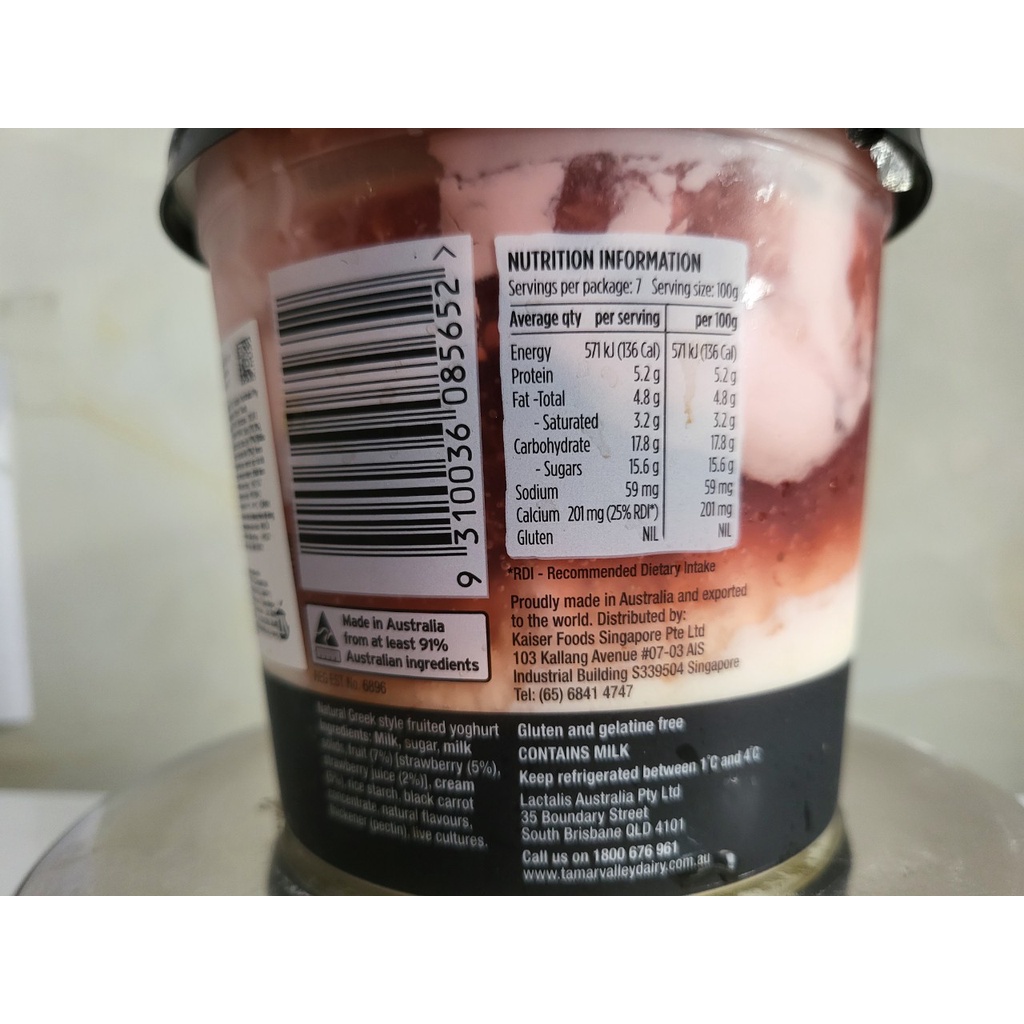 9 310036 085652 >
Made in Australia
from at least 91%
Australian ingredients
NUTRITION INFORMATION
Servings per package: 7 Serving size: 100g
Average qty per serving per 100g
Energy 571 kJ (136 Cal) 571 kJ (136 Cal)
Protein 5.2 g 5.2 g
Fat -Total 4.8 g 4.8 g
- Saturated 3.2 g 3.2 g
Carbohydrate 17.8 g 17.8 g
- Sugars 15.6 g 15.6 g
Sodium 59 mg 59 mg
Calcium 201 mg (25% RDI*) 201 mg
Gluten NIL NIL
*RDI - Recommended Dietary Intake
Proudly made in Australia and exported
to the world. Distributed by:
Kaiser Foods Singapore Pte Ltd
103 Kallang Avenue #07-03 AIS
Industrial Building S339504 Singapore
Tel: (65) 6841 4747
Natural Greek style fruited yoghurt
Ingredients: Milk, sugar, milk
solids, fruit (7%) [strawberry (5%),
strawberry juice (2%)], cream
rice starch, black carrot
concentrate, natural flavours,
thickener (pectin), live cultures.
Gluten and gelatine free
CONTAINS MILK
Keep refrigerated between 1°C and 4°C
Lactalis Australia Pty Ltd
35 Boundary Street
South Brisbane QLD 4101
Call us on 1800 676 961
www.tamarvalleydairy.com.au